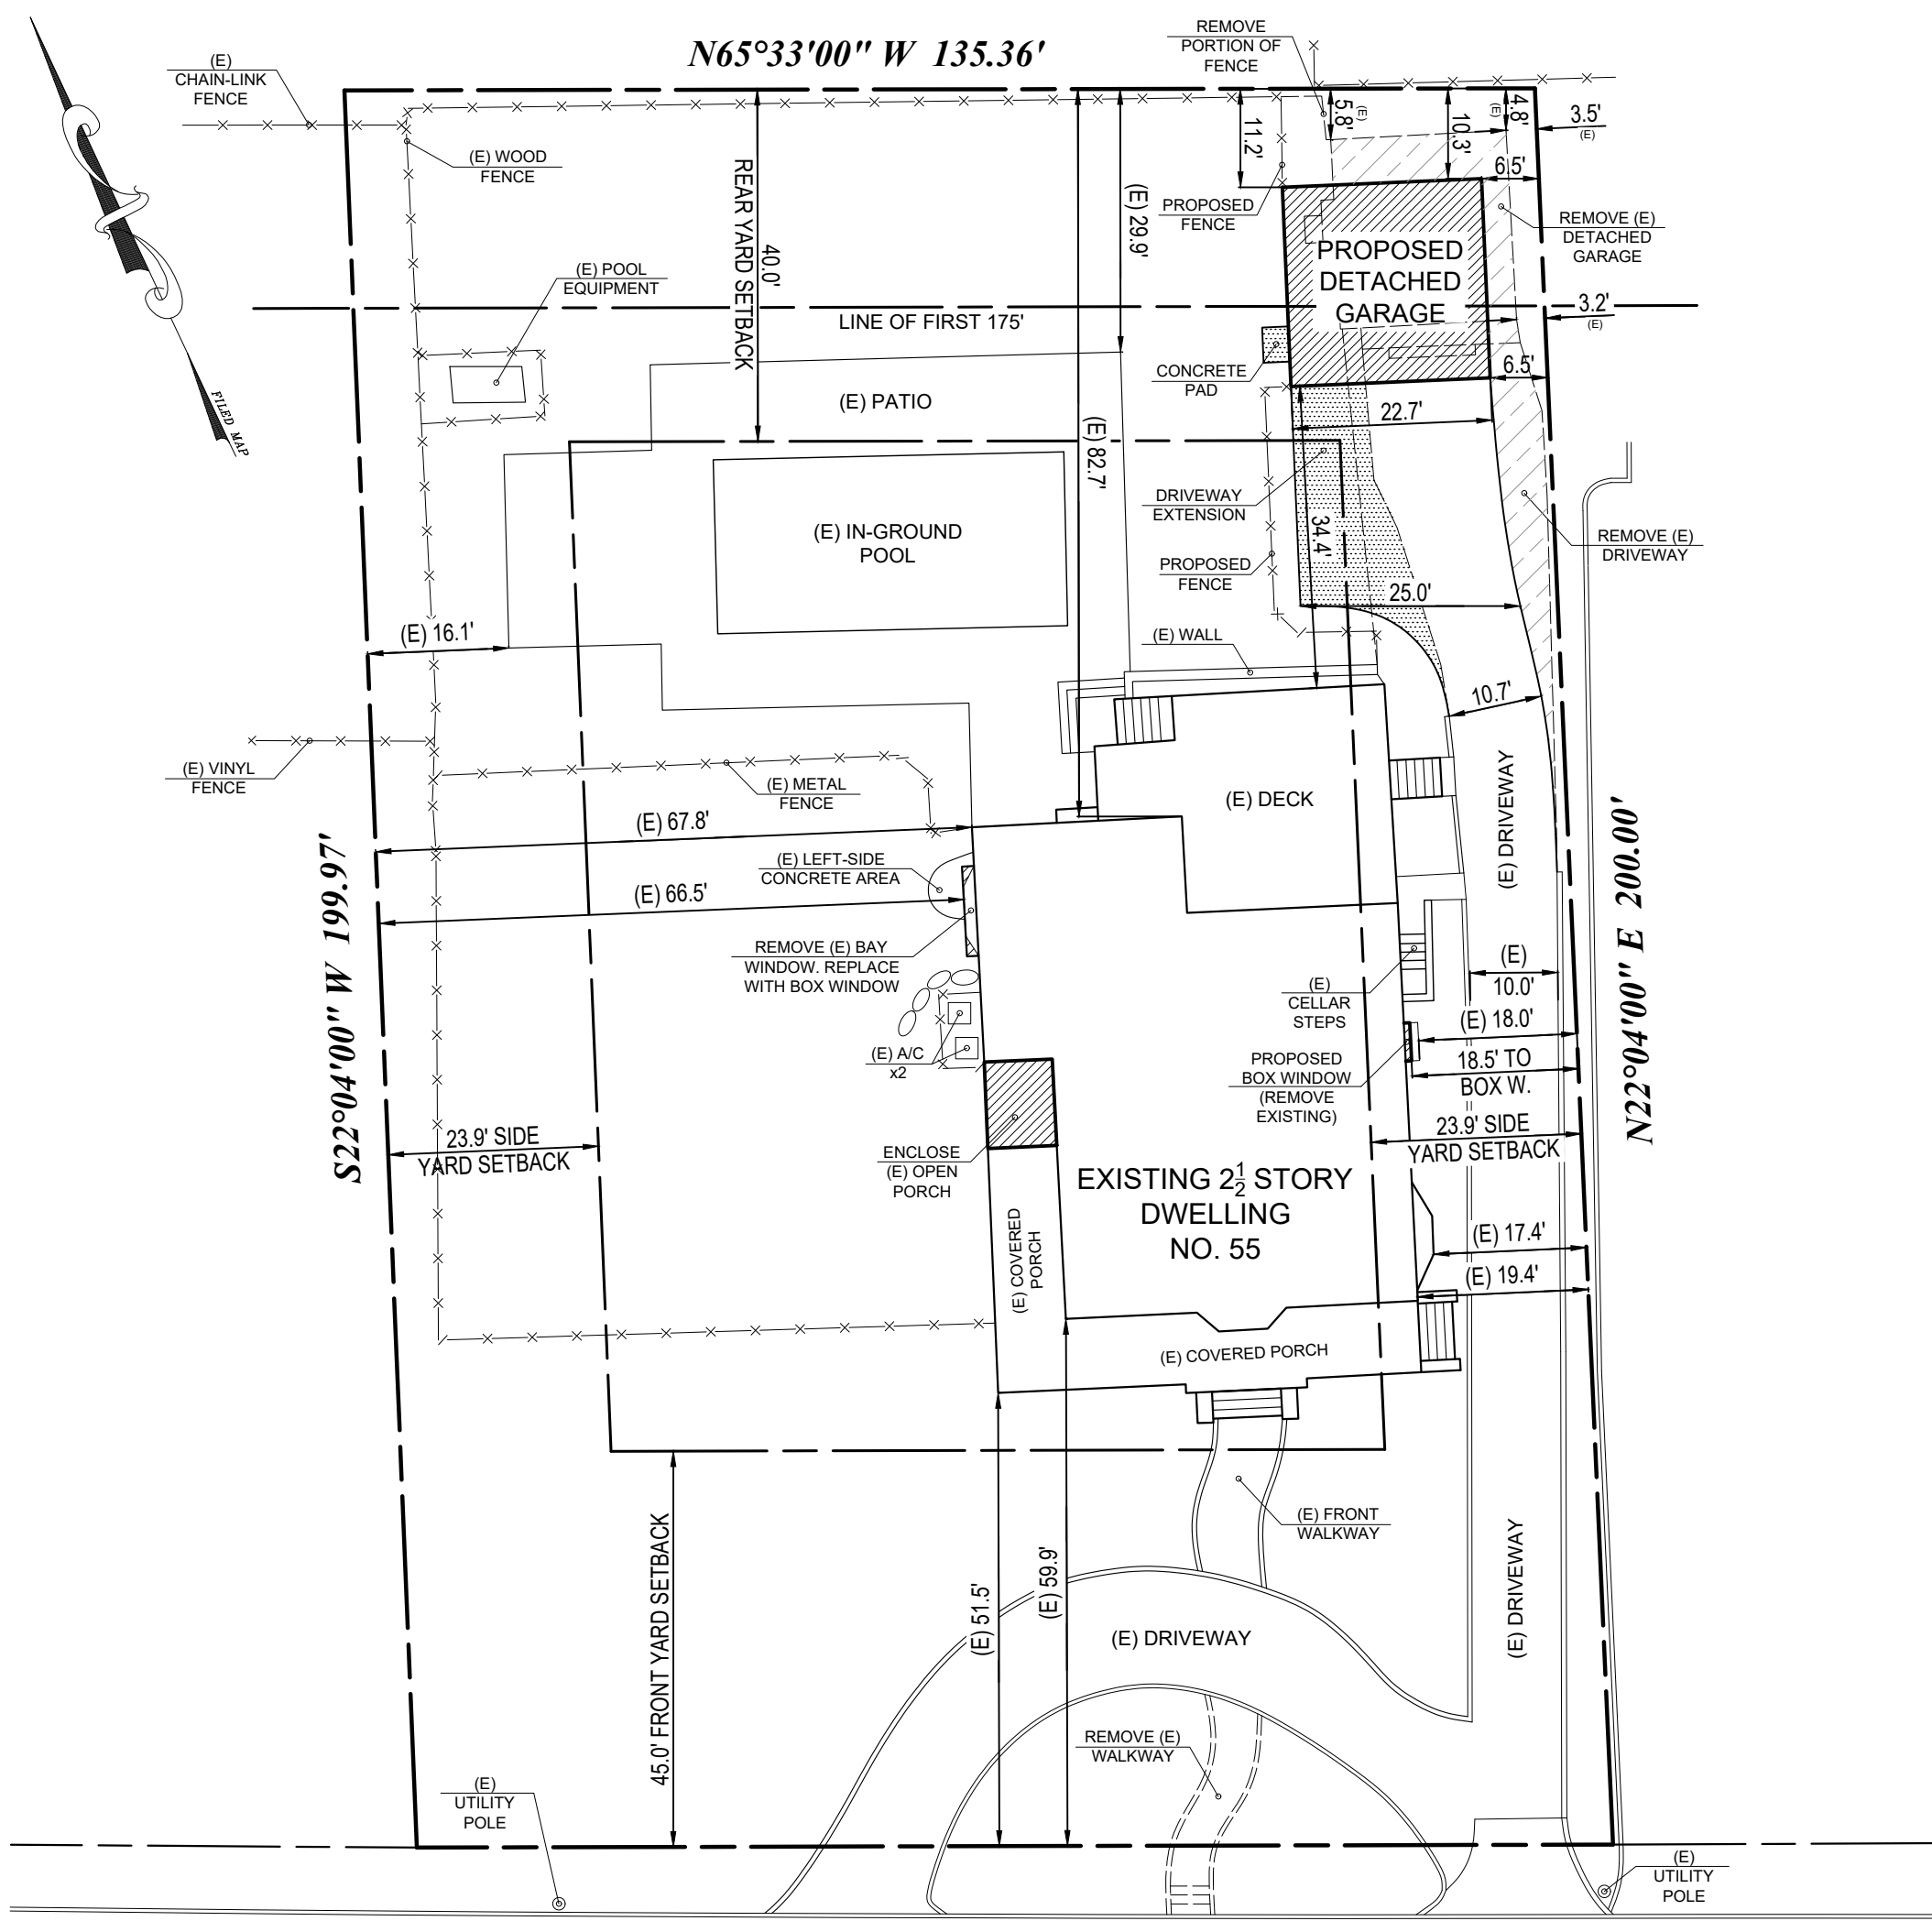 N65°33'00" W 135.36'
REMOVE
PORTION OF
FENCE
(E)
CHAIN-LINK
FENCE
(E) WOOD
FENCE
FILED MAP
REAR YARD SETBACK
40.0'
(E) 29.9'
11.2'
5.8'
(E)
10.3'
4.8'
(E)
3.5'
(E)
6.5'
PROPOSED
FENCE
REMOVE (E)
DETACHED
GARAGE
PROPOSED
DETACHED
GARAGE
(E) POOL
EQUIPMENT
LINE OF FIRST 175'
3.2'
(E)
CONCRETE
PAD
6.5'
(E) PATIO
22.7'
(E) 82.7'
DRIVEWAY
EXTENSION
(E) IN-GROUND
POOL
34.4'
REMOVE (E)
DRIVEWAY
PROPOSED
FENCE
25.0'
(E) 16.1'
(E) WALL
10.7'
(E) VINYL
FENCE
(E) METAL
FENCE
(E) DECK
(E) DRIVEWAY
(E) 67.8'
(E) LEFT-SIDE
CONCRETE AREA
(E) 66.5'
S22°04'00" W 199.97'
N22°04'00" E 200.00'
REMOVE (E) BAY
WINDOW. REPLACE
WITH BOX WINDOW
(E)
CELLAR
STEPS
(E)
10.0'
(E) 18.0'
(E) A/C
x2
PROPOSED
BOX WINDOW
(REMOVE
EXISTING)
18.5' TO
BOX W.
23.9' SIDE
YARD SETBACK
23.9' SIDE
YARD SETBACK
ENCLOSE
(E) OPEN
PORCH
EXISTING 2½ STORY
DWELLING
NO. 55
(E) COVERED
PORCH
(E) 17.4'
(E) 19.4'
(E) COVERED PORCH
(E) FRONT
WALKWAY
45.0' FRONT YARD SETBACK
(E) 51.5'
(E) 59.9'
(E) DRIVEWAY
(E) DRIVEWAY
REMOVE (E)
WALKWAY
(E)
UTILITY
POLE
(E)
UTILITY
POLE